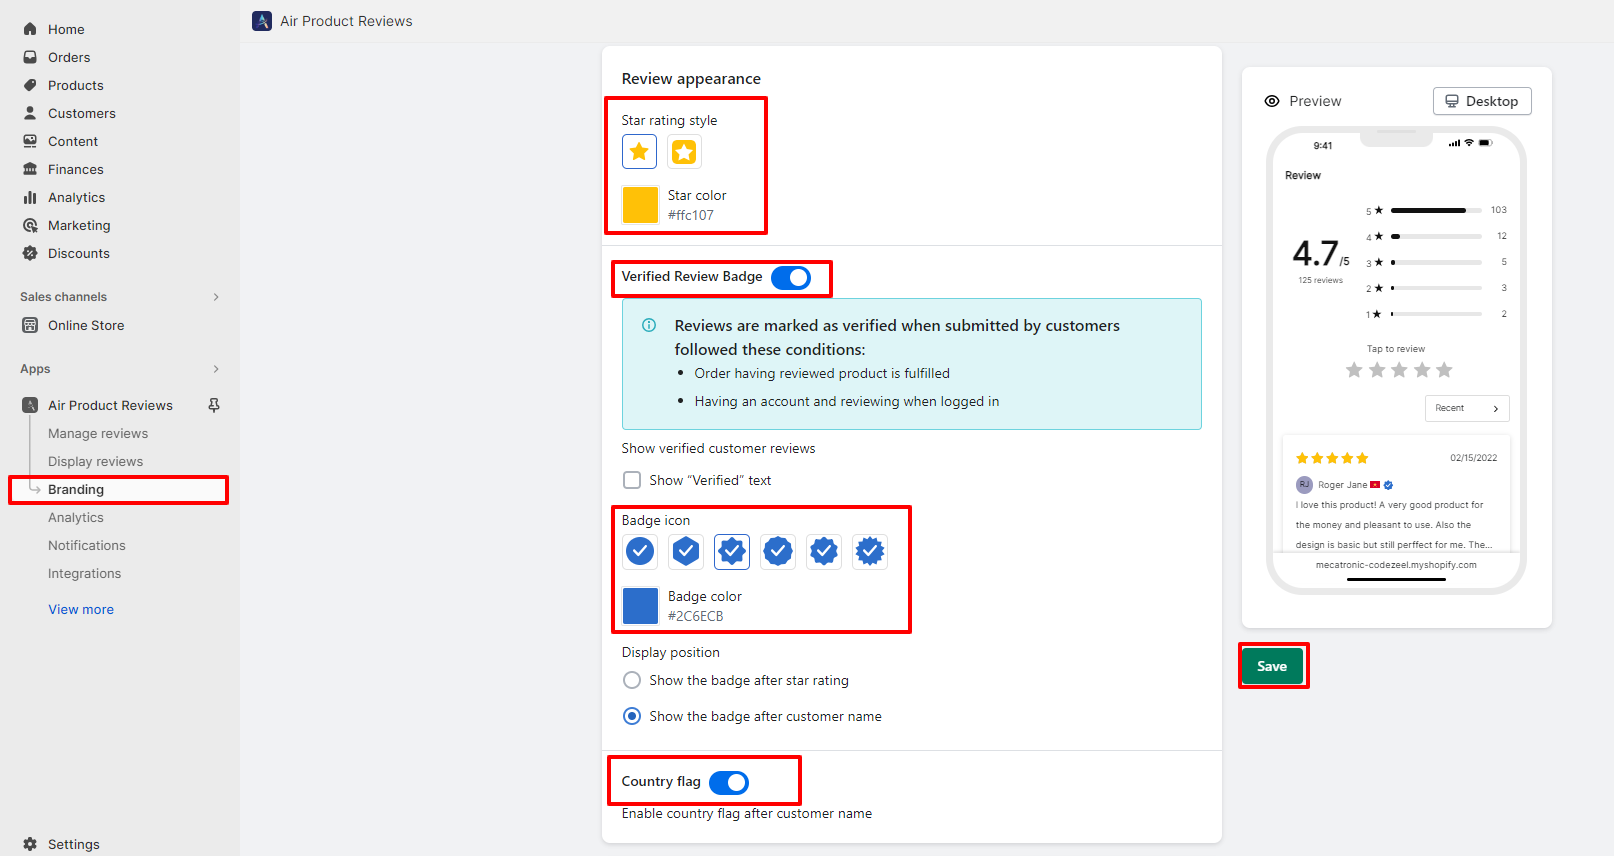 Home
Orders
Products
Customers
Content
Finances
Analytics
Marketing
Discounts
Sales channels
Online Store
Apps
Air Product Reviews
Manage reviews
Display reviews
Branding
Analytics
Notifications
Integrations
View more
Settings
Air Product Reviews
Review appearance
Star rating style
Star color
#ffc107
Verified Review Badge
Reviews are marked as verified when submitted by customers
followed these conditions:
• Order having reviewed product is fulfilled
• Having an account and reviewing when logged in
Show verified customer reviews
Show “Verified” text
Badge icon
Badge color
#2C6ECB
Display position
Show the badge after star rating
Show the badge after customer name
Country flag
Enable country flag after customer name
Preview
Desktop
9:41
Review
4.7/5
125 reviews
5★ 103
4★ 12
3★ 5
2★ 3
1★ 2
Tap to review
Recent
02/15/2022
RJ Roger Jane
I love this product! A very good product for
the money and pleasant to use. Also the
design is basic but still perffect for me. The...
mecatronic-codezeel.myshopify.com
Save